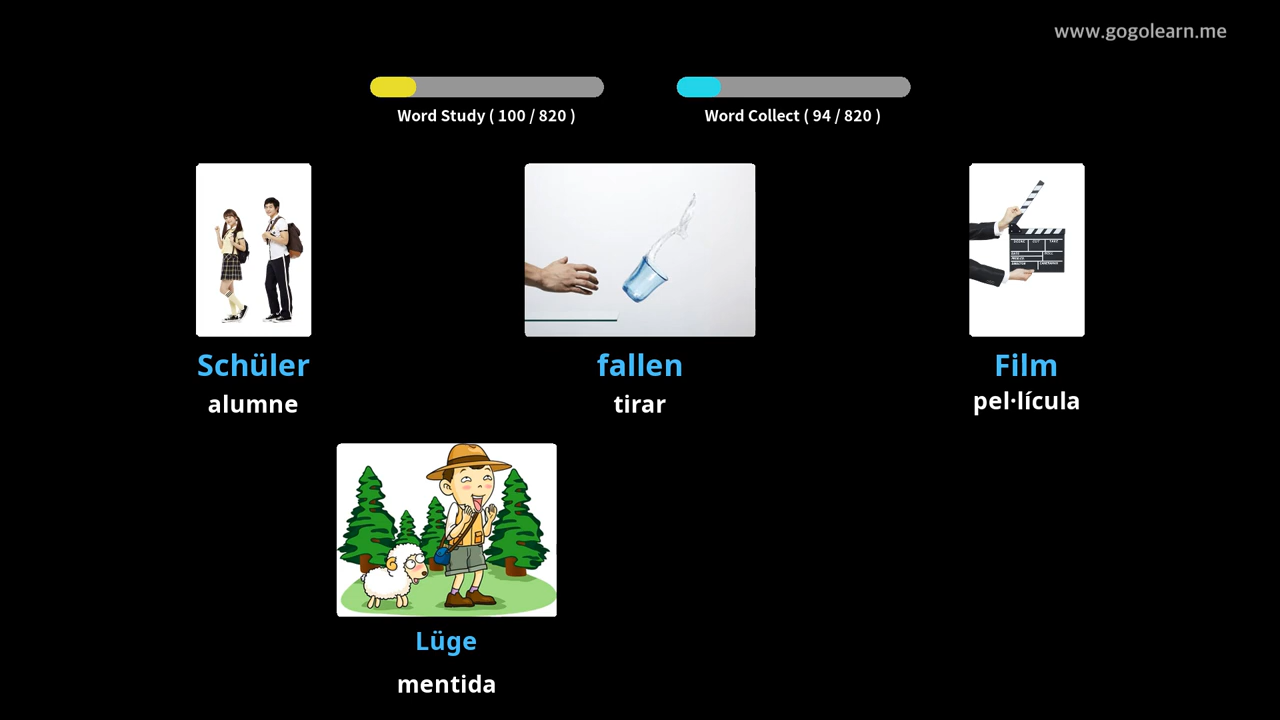 www.gogolearn.me
Word Study ( 100 / 820 )
Word Collect ( 94 / 820 )
Schüler
alumne
fallen
tirar
Film
pel·lícula
Lüge
mentida